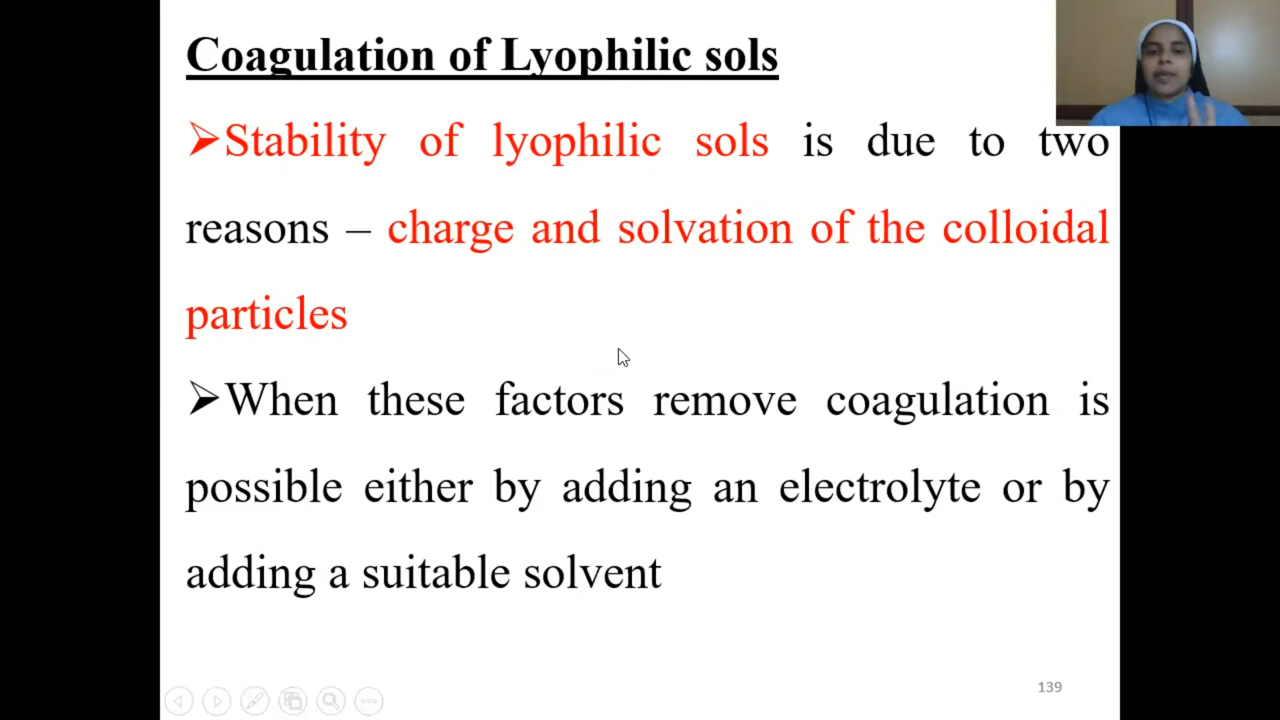 Coagulation of Lyophilic sols
➢Stability of lyophilic sols is due to two
reasons – charge and solvation of the colloidal
particles
➢When these factors remove coagulation is
possible either by adding an electrolyte or by
adding a suitable solvent
139